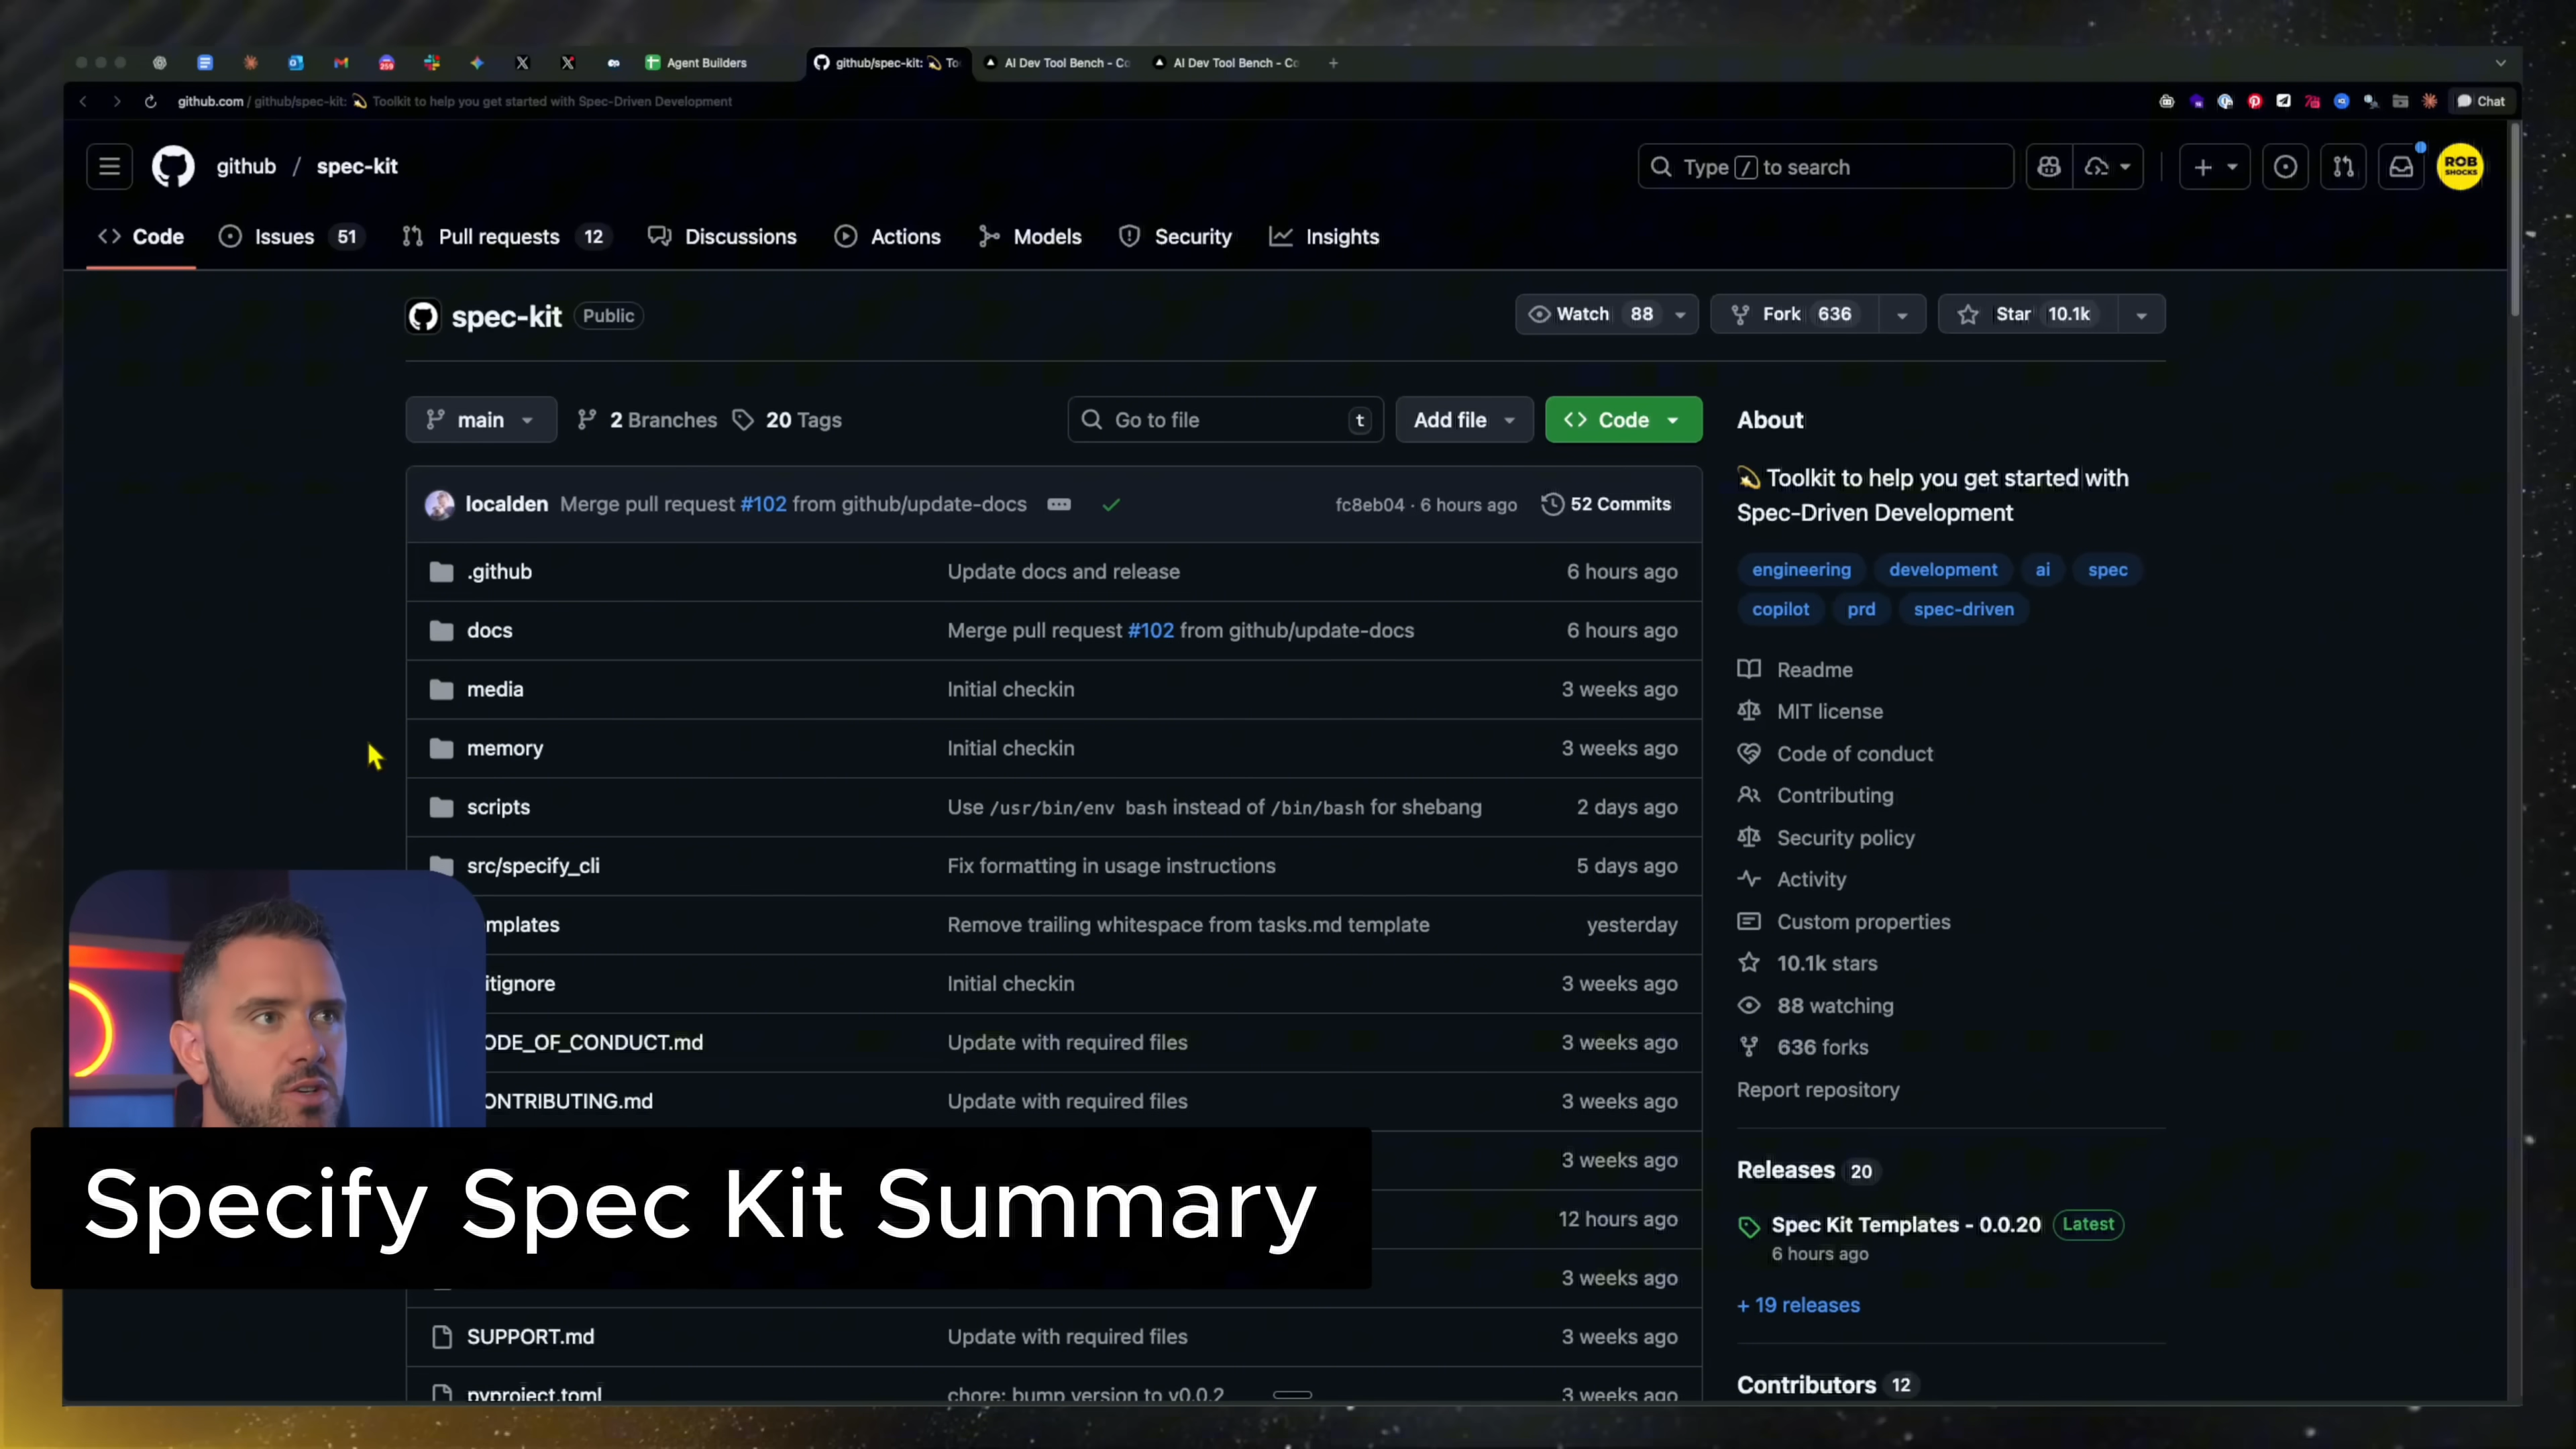 Agent Builders
github/spec-kit: 💫 To
AI Dev Tool Bench - Co
AI Dev Tool Bench - Co
github.com / github/spec-kit: 💫 Toolkit to help you get started with Spec-Driven Development
Chat
github / spec-kit
Type / to search
ROB
SHOCKS
Code
Issues 51
Pull requests 12
Discussions
Actions
Models
Security
Insights
spec-kit Public
Watch 88
Fork 636
Star 10.1k
main
2 Branches
20 Tags
Go to file t
Add file
Code
localden Merge pull request #102 from github/update-docs
fc8eb04 · 6 hours ago
52 Commits
.github Update docs and release 6 hours ago
docs Merge pull request #102 from github/update-docs 6 hours ago
media Initial checkin 3 weeks ago
memory Initial checkin 3 weeks ago
scripts Use /usr/bin/env bash instead of /bin/bash for shebang 2 days ago
src/specify_cli Fix formatting in usage instructions 5 days ago
mplates Remove trailing whitespace from tasks.md template yesterday
itignore Initial checkin 3 weeks ago
ODE_OF_CONDUCT.md Update with required files 3 weeks ago
ONTRIBUTING.md Update with required files 3 weeks ago
3 weeks ago
12 hours ago
3 weeks ago
SUPPORT.md Update with required files 3 weeks ago
pyproject.toml chore: bump version to v0.0.2 3 weeks ago
About
💫 Toolkit to help you get started with
Spec-Driven Development
engineering development ai spec
copilot prd spec-driven
Readme
MIT license
Code of conduct
Contributing
Security policy
Activity
Custom properties
10.1k stars
88 watching
636 forks
Report repository
Releases 20
Spec Kit Templates - 0.0.20 Latest
6 hours ago
+ 19 releases
Contributors 12
Specify Spec Kit Summary